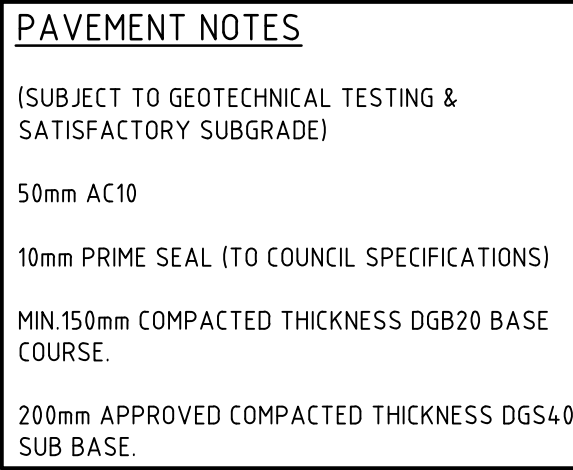 PAVEMENT NOTES
(SUBJECT TO GEOTECHNICAL TESTING &
SATISFACTORY SUBGRADE)
50mm AC10
10mm PRIME SEAL (TO COUNCIL SPECIFICATIONS)
MIN.150mm COMPACTED THICKNESS DGB20 BASE
COURSE.
200mm APPROVED COMPACTED THICKNESS DGS40
SUB BASE.